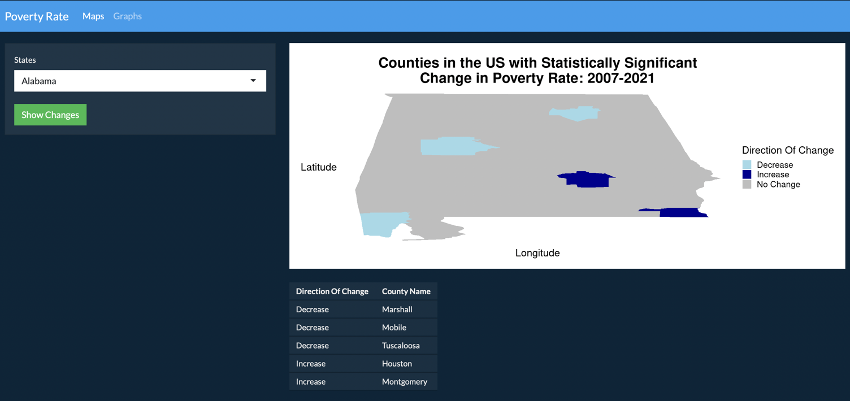 Poverty Rate Maps Graphs
States
Alabama
Show Changes
Counties in the US with Statistically Significant
Change in Poverty Rate: 2007-2021
Latitude
Longitude
Direction Of Change
Decrease
Increase
No Change
Direction Of Change County Name
Decrease Marshall
Decrease Mobile
Decrease Tuscaloosa
Increase Houston
Increase Montgomery